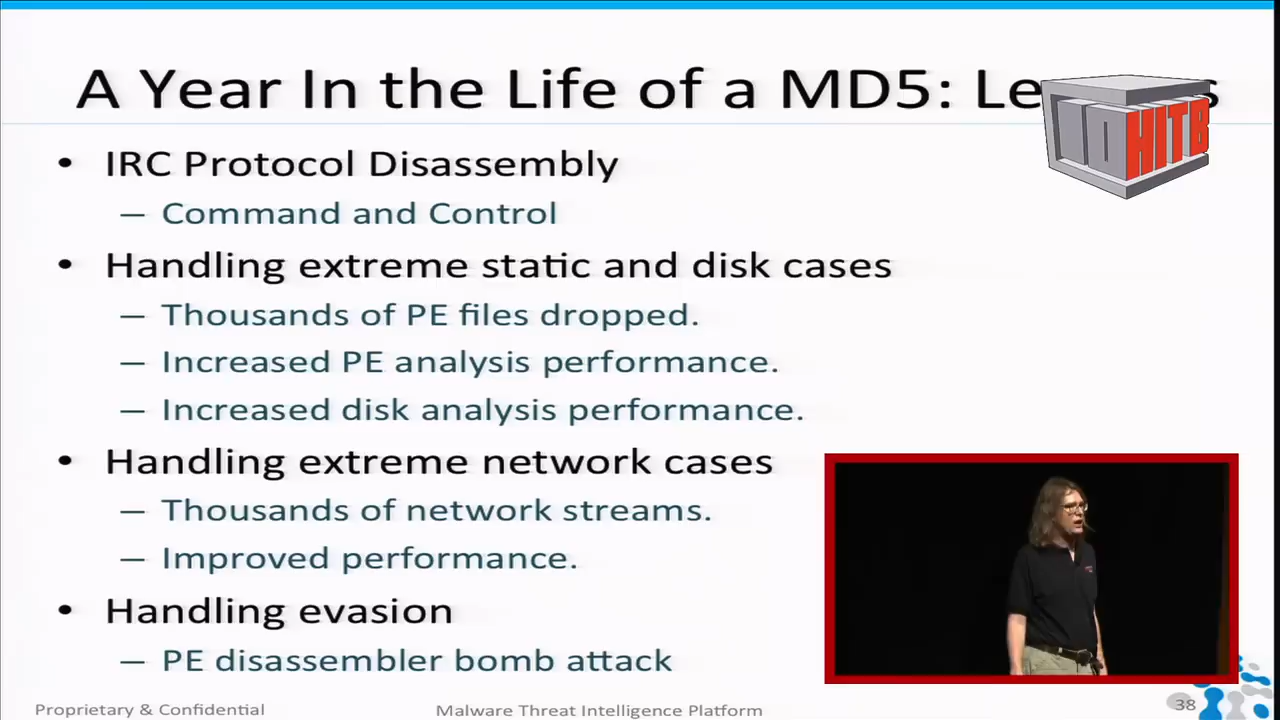 A Year In the Life of a MD5:
• IRC Protocol Disassembly
– Command and Control
• Handling extreme static and disk cases
– Thousands of PE files dropped.
– Increased PE analysis performance.
– Increased disk analysis performance.
• Handling extreme network cases
– Thousands of network streams.
– Improved performance.
• Handling evasion
– PE disassembler bomb attack
HITB
Proprietary & Confidential
Malware Threat Intelligence Platform
38